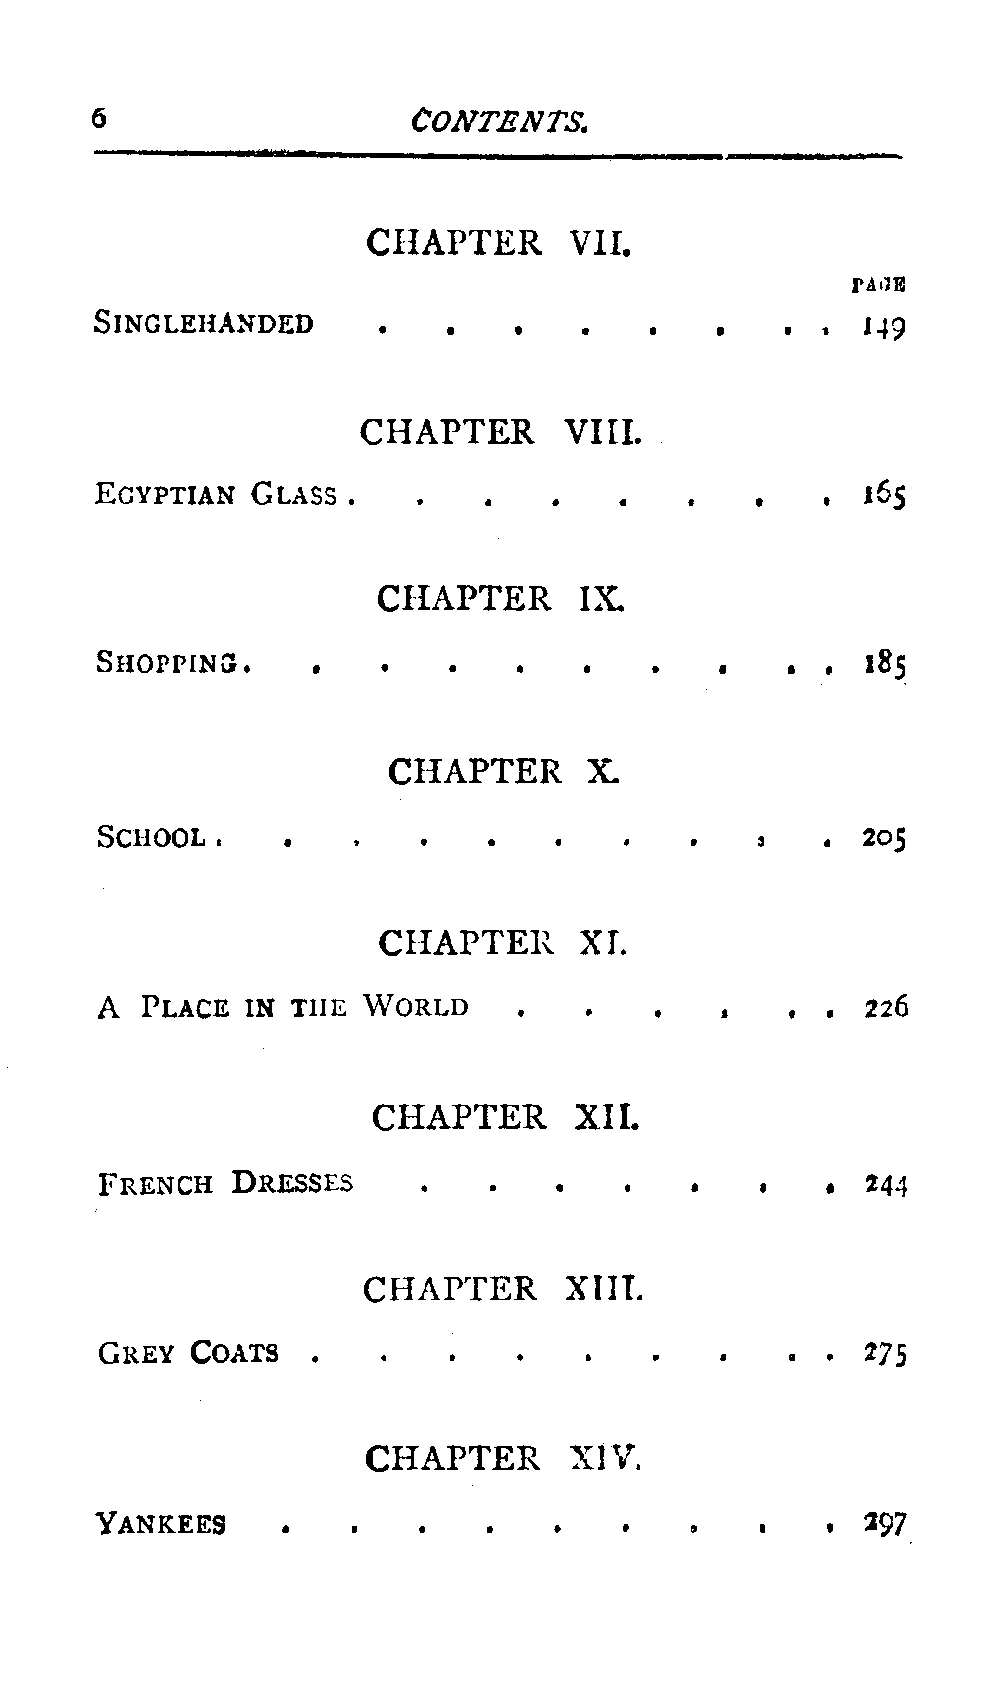 6 CONTENTS.
CHAPTER VII.
PAGE
SINGLEHANDED . . . . . . . . 149
CHAPTER VIII.
EGYPTIAN GLASS . . . . . . . . 165
CHAPTER IX.
SHOPPING . . . . . . . . . . 185
CHAPTER X.
SCHOOL . . . . . . . . . . 205
CHAPTER XI.
A PLACE IN THE WORLD . . . . . . 226
CHAPTER XII.
FRENCH DRESSES . . . . . . . 244
CHAPTER XIII.
GREY COATS . . . . . . . . . 275
CHAPTER XIV.
YANKEES . . . . . . . . . 297